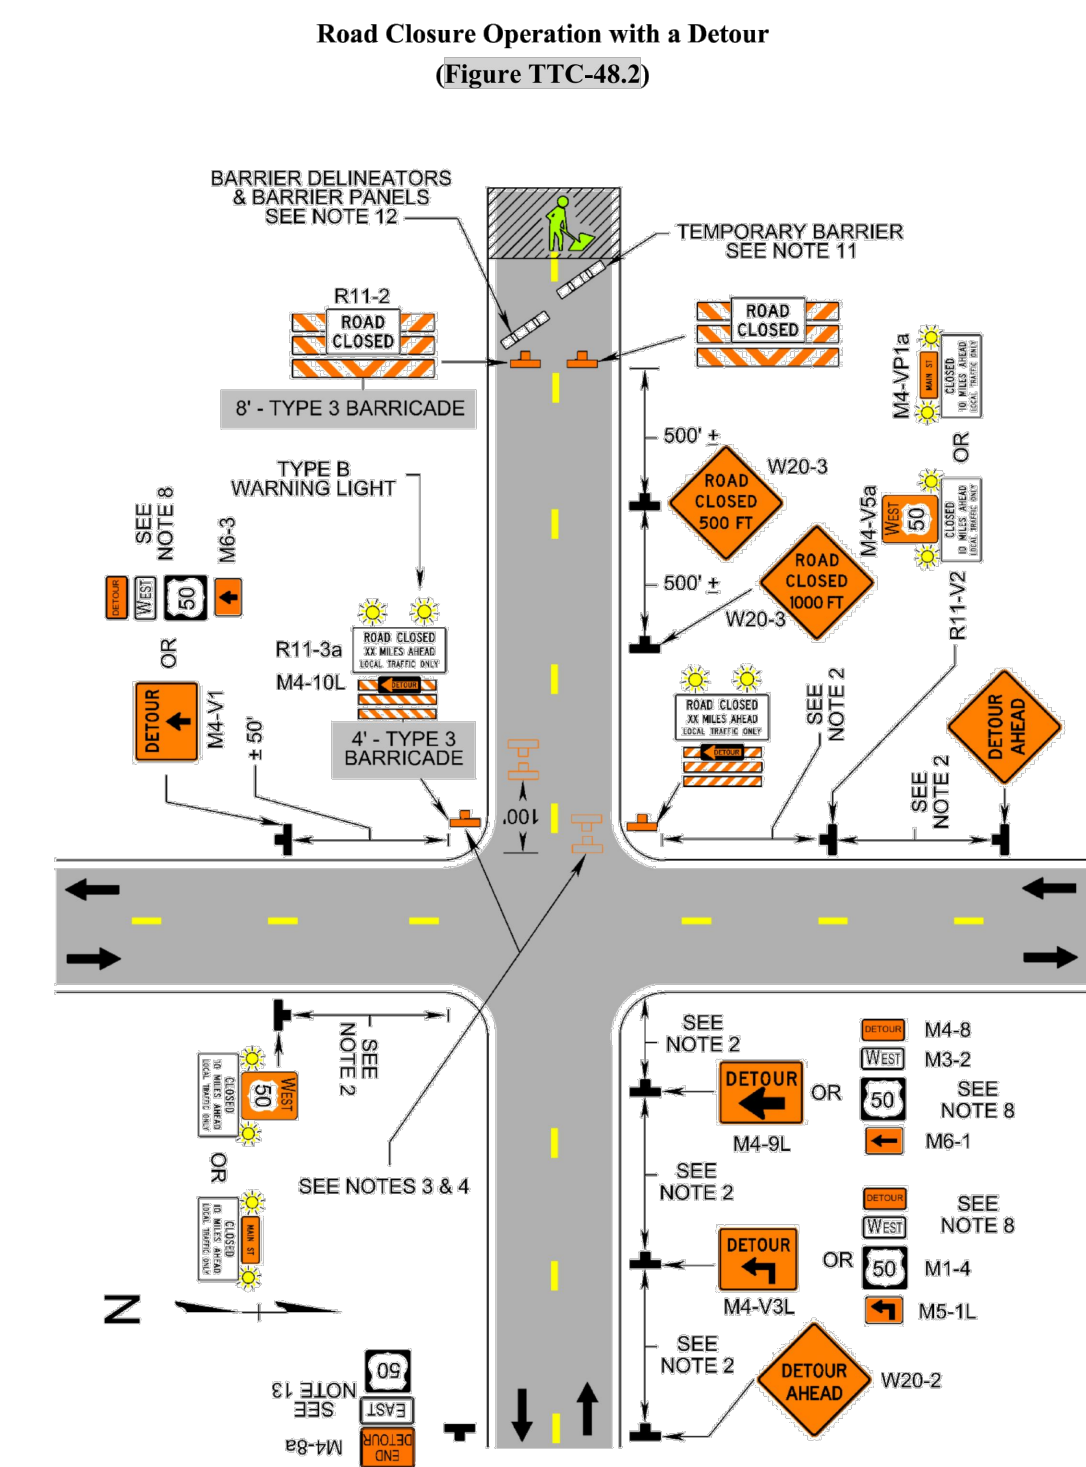 Road Closure Operation with a Detour
(Figure TTC-48.2)
BARRIER DELINEATORS
& BARRIER PANELS
SEE NOTE 12
TEMPORARY BARRIER
SEE NOTE 11
R11-2
ROAD
CLOSED
ROAD
CLOSED
8' - TYPE 3 BARRICADE
500' ±
W20-3
ROAD
CLOSED
500 FT
500' ±
W20-3
ROAD
CLOSED
1000 FT
M4-VP1a
MAIN ST
CLOSED
10 MILES AHEAD
LOCAL TRAFFIC ONLY
OR
M4-V5a
WEST
50
CLOSED
10 MILES AHEAD
LOCAL TRAFFIC ONLY
R11-V2
TYPE B
WARNING LIGHT
SEE
NOTE 8
M6-3
DETOUR
WEST
50
OR
DETOUR
M4-V1
± 50'
R11-3a
ROAD CLOSED
XX MILES AHEAD
LOCAL TRAFFIC ONLY
M4-10L
DETOUR
4' - TYPE 3
BARRICADE
100'
ROAD CLOSED
XX MILES AHEAD
LOCAL TRAFFIC ONLY
DETOUR
SEE
NOTE 2
SEE
NOTE 2
DETOUR
AHEAD
SEE
NOTE 2
WEST
50
CLOSED
10 MILES AHEAD
LOCAL TRAFFIC ONLY
OR
MAIN ST
CLOSED
10 MILES AHEAD
LOCAL TRAFFIC ONLY
SEE NOTES 3 & 4
N
SEE
NOTE 2
DETOUR
M4-9L
OR
DETOUR
M4-8
WEST
M3-2
50
SEE
NOTE 8
M6-1
SEE
NOTE 2
DETOUR
M4-V3L
OR
DETOUR
WEST
SEE
NOTE 8
50
M1-4
M5-1L
SEE
NOTE 2
DETOUR
AHEAD
W20-2
END
DETOUR
M4-8a
EAST
SEE
NOTE 13
50